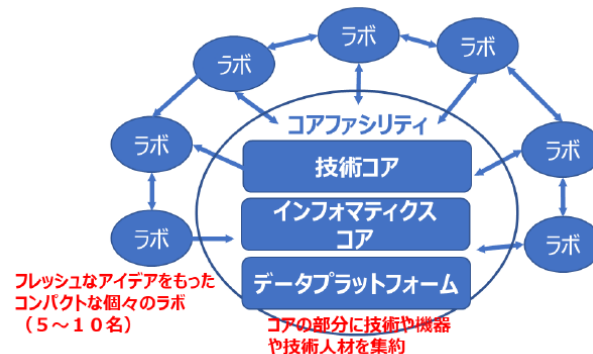 ラボ
ラボ
ラボ
ラボ
ラボ
ラボ
ラボ
コアファシリティ
技術コア
インフォマティクス
コア
データプラットフォーム
フレッシュなアイデアをもった
コンパクトな個々のラボ
（５～１０名）
コアの部分に技術や機器
や技術人材を集約